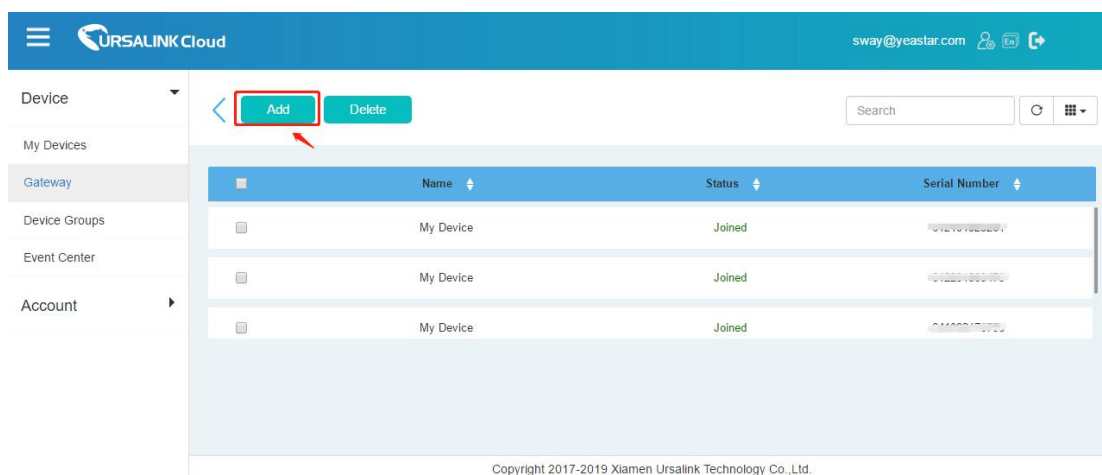 URSALINK Cloud
sway@yeastar.com En
Device
My Devices
Gateway
Device Groups
Event Center
Account
Add Delete Search
Name Status Serial Number
My Device Joined
My Device Joined
My Device Joined
Copyright 2017-2019 Xiamen Ursalink Technology Co.,Ltd.